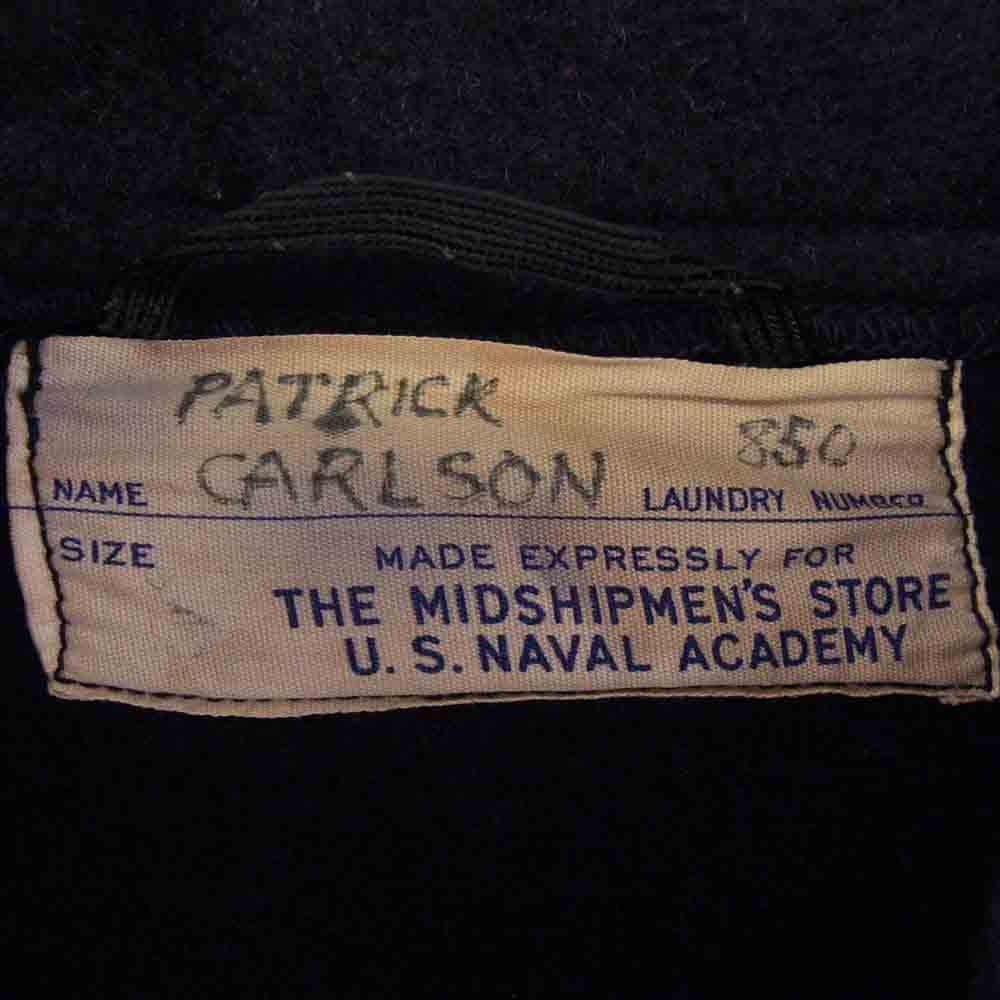 PATRICK
NAME CARLSON 850 LAUNDRY NUMBER
SIZE MADE EXPRESSLY FOR
THE MIDSHIPMEN'S STORE
U. S. NAVAL ACADEMY